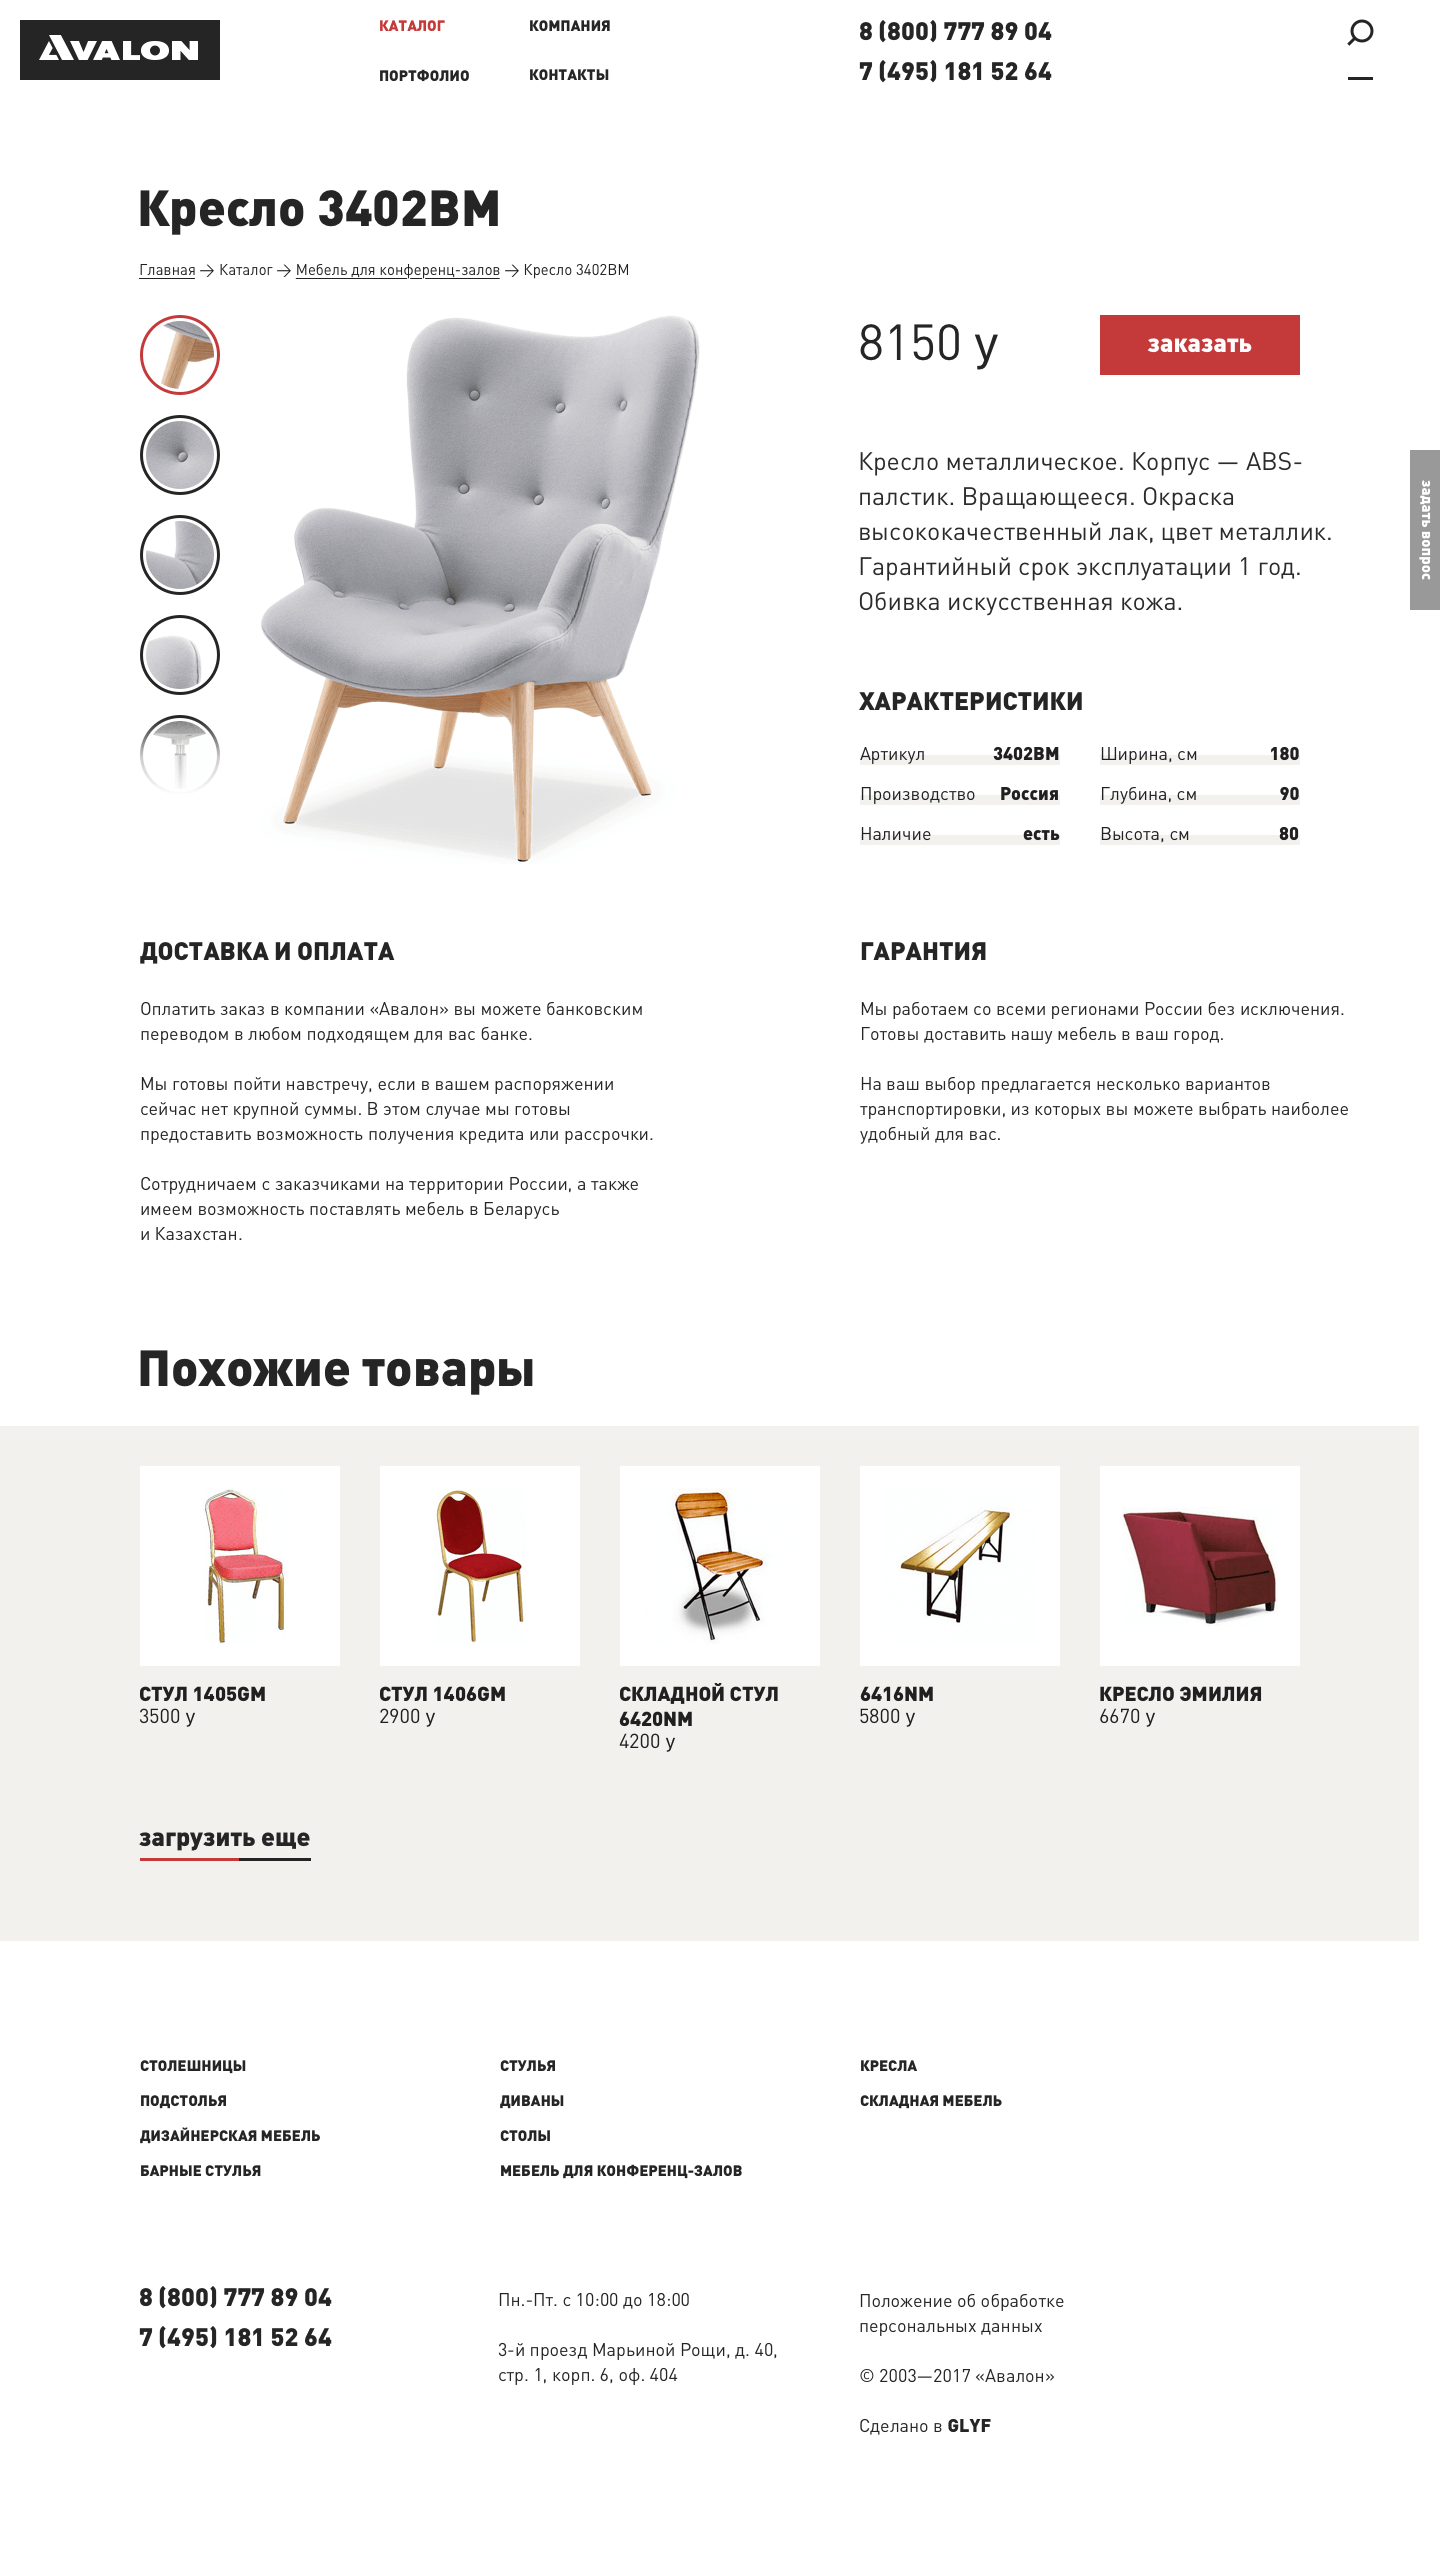 AVALON
КАТАЛОГ
КОМПАНИЯ
ПОРТФОЛИО
КОНТАКТЫ
8 (800) 777 89 04
7 (495) 181 52 64
Кресло 3402BM
Главная → Каталог → Мебель для конференц-залов → Кресло 3402BM
8150 у
заказать
Кресло металлическое. Корпус — ABS-
палстик. Вращающееся. Окраска
высококачественный лак, цвет металлик.
Гарантийный срок эксплуатации 1 год.
Обивка искусственная кожа.
задать вопрос
ХАРАКТЕРИСТИКИ
Артикул 3402BM
Ширина, см 180
Производство Россия
Глубина, см 90
Наличие есть
Высота, см 80
ДОСТАВКА И ОПЛАТА
Оплатить заказ в компании «Авалон» вы можете банковским
переводом в любом подходящем для вас банке.
Мы готовы пойти навстречу, если в вашем распоряжении
сейчас нет крупной суммы. В этом случае мы готовы
предоставить возможность получения кредита или рассрочки.
Сотрудничаем с заказчиками на территории России, а также
имеем возможность поставлять мебель в Беларусь
и Казахстан.
ГАРАНТИЯ
Мы работаем со всеми регионами России без исключения.
Готовы доставить нашу мебель в ваш город.
На ваш выбор предлагается несколько вариантов
транспортировки, из которых вы можете выбрать наиболее
удобный для вас.
Похожие товары
СТУЛ 1405GM
3500 у
СТУЛ 1406GM
2900 у
СКЛАДНОЙ СТУЛ
6420NM
4200 у
6416NM
5800 у
КРЕСЛО ЭМИЛИЯ
6670 у
загрузить еще
СТОЛЕШНИЦЫ
ПОДСТОЛЬЯ
ДИЗАЙНЕРСКАЯ МЕБЕЛЬ
БАРНЫЕ СТУЛЬЯ
СТУЛЬЯ
ДИВАНЫ
СТОЛЫ
МЕБЕЛЬ ДЛЯ КОНФЕРЕНЦ-ЗАЛОВ
КРЕСЛА
СКЛАДНАЯ МЕБЕЛЬ
8 (800) 777 89 04
7 (495) 181 52 64
Пн.-Пт. с 10:00 до 18:00
3-й проезд Марьиной Рощи, д. 40,
стр. 1, корп. 6, оф. 404
Положение об обработке
персональных данных
© 2003—2017 «Авалон»
Сделано в GLYF